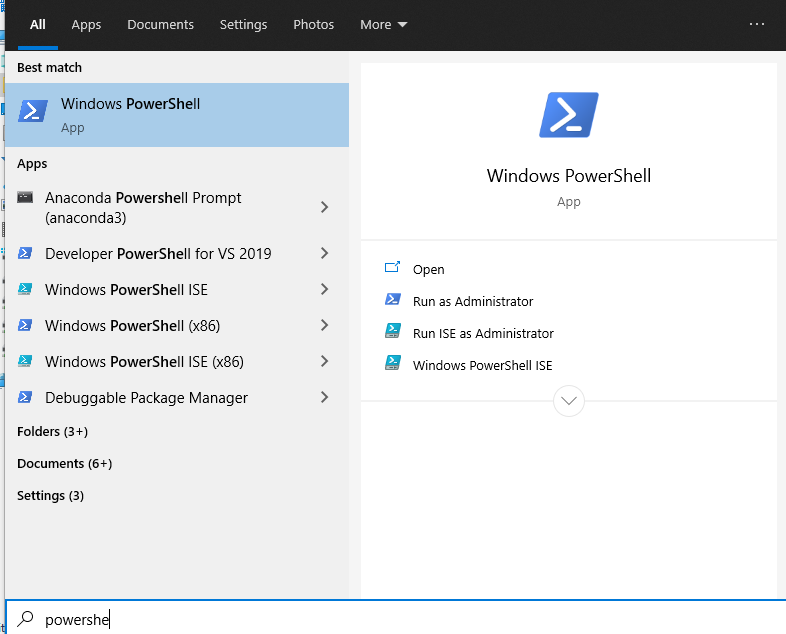 All Apps Documents Settings Photos More ...
Best match
Windows PowerShell
App
Apps
Anaconda Powershell Prompt
(anaconda3)
Developer PowerShell for VS 2019
Windows PowerShell ISE
Windows PowerShell (x86)
Windows PowerShell ISE (x86)
Debuggable Package Manager
Folders (3+)
Documents (6+)
Settings (3)
Windows PowerShell
App
Open
Run as Administrator
Run ISE as Administrator
Windows PowerShell ISE
powershe